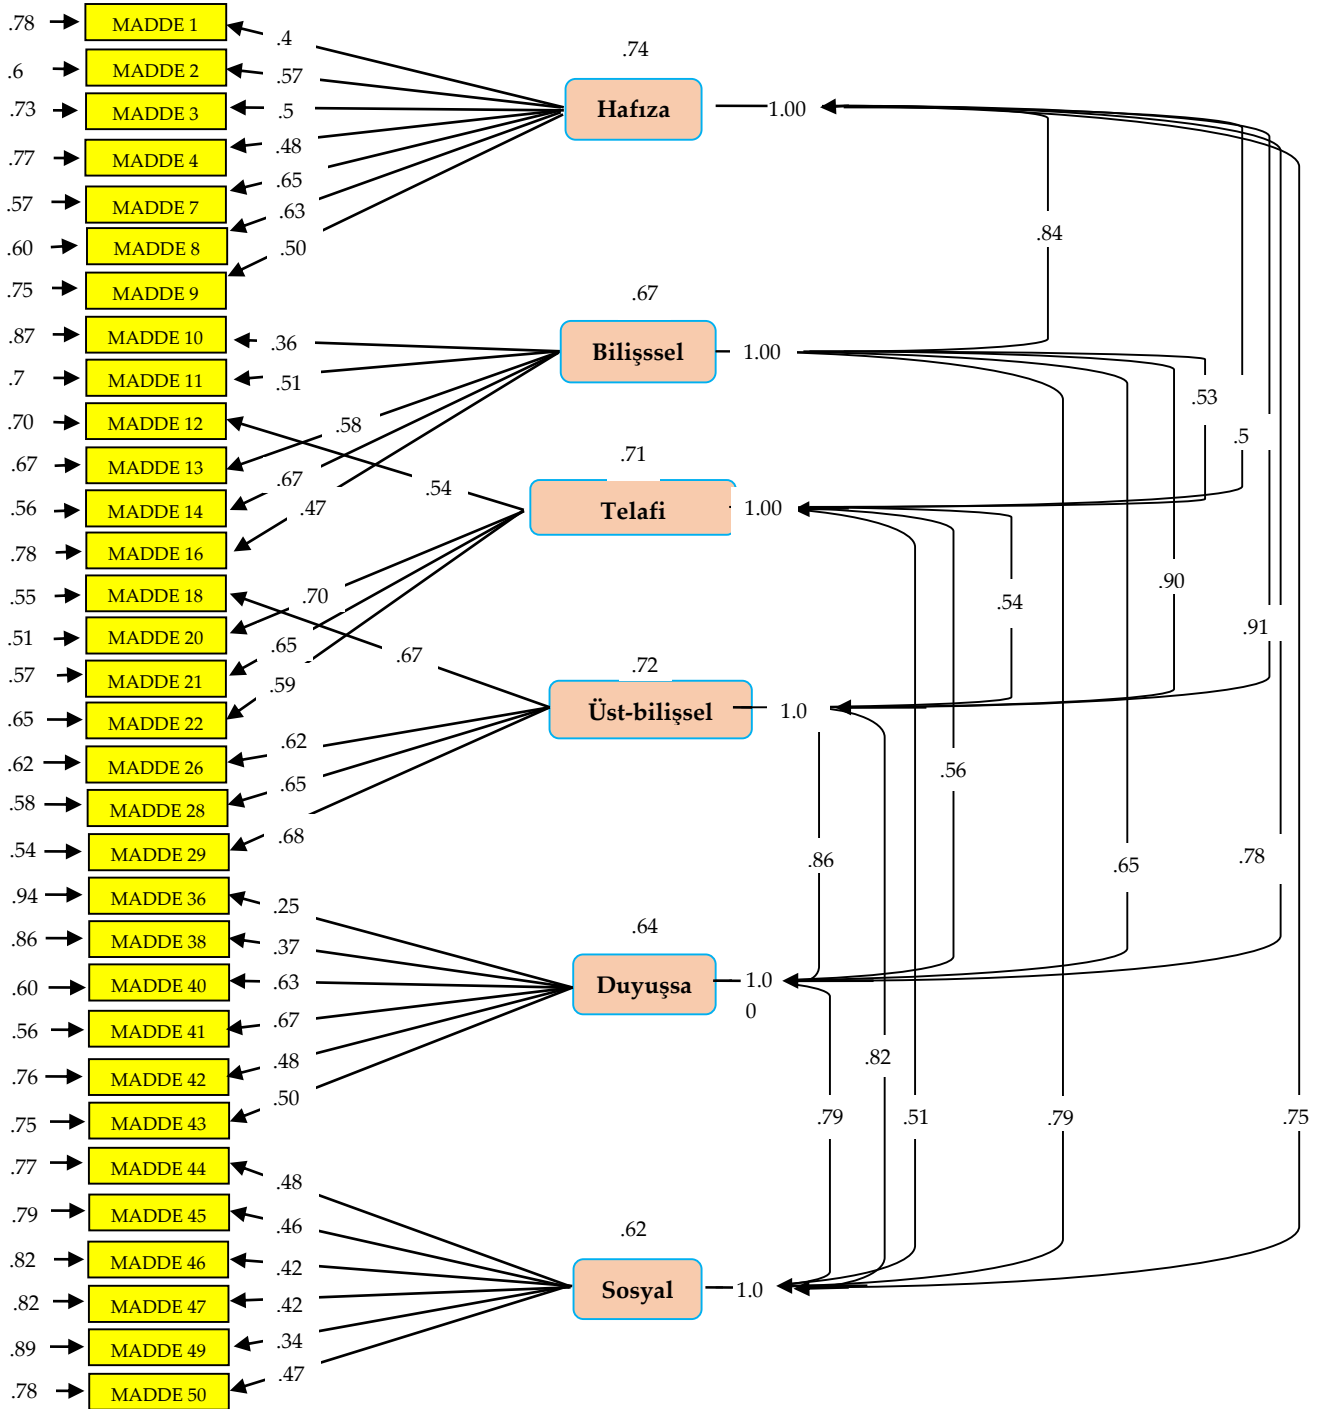 .78 MADDE 1 .4
.6 MADDE 2 .57
.73 MADDE 3 .5
.77 MADDE 4 .48
.57 MADDE 7 .65
.60 MADDE 8 .63
.75 MADDE 9 .50
.74
Hafıza 1.00
.84
.87 MADDE 10 .36
.7 MADDE 11 .51
.70 MADDE 12 .58
.67 MADDE 13 .67
.56 MADDE 14 .47
.78 MADDE 16
.67
Bilişssel 1.00
.53
.5
.54
.71
Telafi 1.00
.54
.90
.91
.55 MADDE 18 .70
.51 MADDE 20 .65
.57 MADDE 21 .59
.65 MADDE 22
.67
.62 MADDE 26 .62
.58 MADDE 28 .65
.54 MADDE 29 .68
.72
Üst-bilişsel 1.0
.56
.86
.65
.78
.94 MADDE 36 .25
.86 MADDE 38 .37
.60 MADDE 40 .63
.56 MADDE 41 .67
.76 MADDE 42 .48
.75 MADDE 43 .50
.64
Duyuşsa 1.0
0
.82
.79
.51
.79
.75
.77 MADDE 44 .48
.79 MADDE 45 .46
.82 MADDE 46 .42
.82 MADDE 47 .42
.89 MADDE 49 .34
.78 MADDE 50 .47
.62
Sosyal 1.0